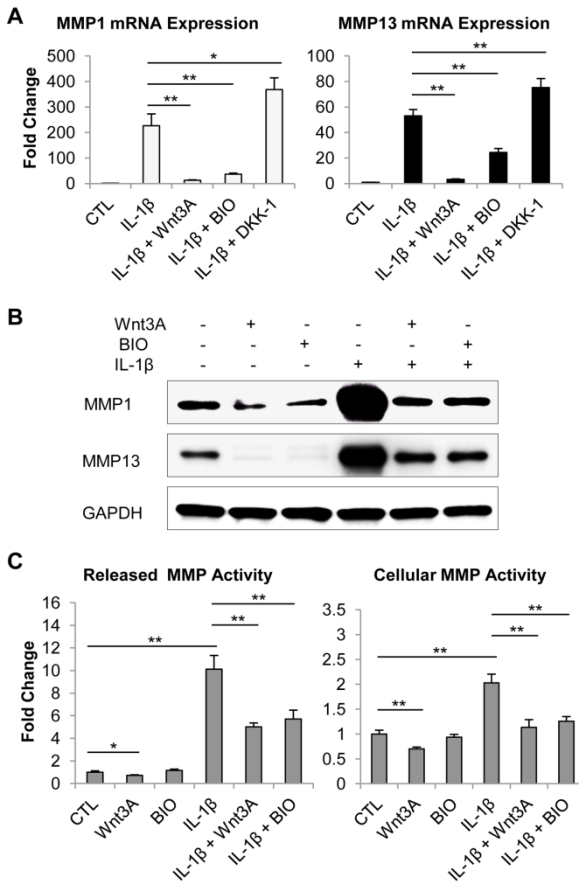 A
MMP1 mRNA Expression
MMP13 mRNA Expression
Fold Change
500
400
300
200
100
0
**
**
*
CTL
IL-1β
IL-1β + Wnt3A
IL-1β + BIO
IL-1β + DKK-1
100
80
60
40
20
0
**
**
**
CTL
IL-1β
IL-1β + Wnt3A
IL-1β + BIO
IL-1β + DKK-1
B
Wnt3A - + - - + -
BIO - - + - - +
IL-1β - - - + + +
MMP1
MMP13
GAPDH
C
Released MMP Activity
Cellular MMP Activity
Fold Change
16
14
12
10
8
6
4
2
0
*
**
**
**
CTL
Wnt3A
BIO
IL-1β
IL-1β + Wnt3A
IL-1β + BIO
3.5
3
2.5
2
1.5
1
0.5
0
**
**
**
**
CTL
Wnt3A
BIO
IL-1β
IL-1β + Wnt3A
IL-1β + BIO